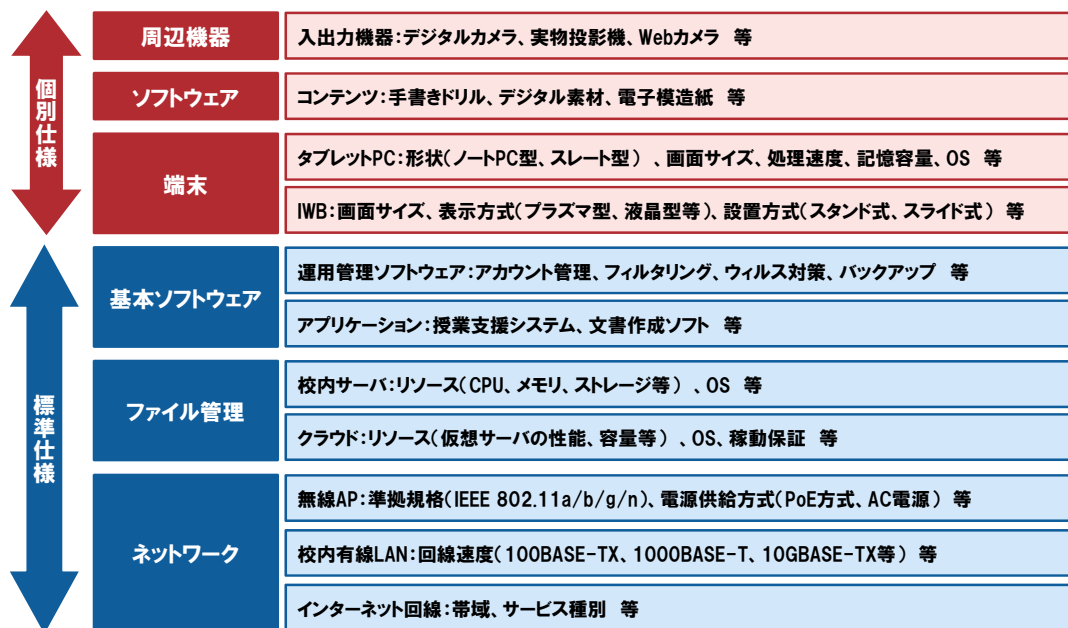 個別仕様
周辺機器
入出力機器：デジタルカメラ、実物投影機、Webカメラ 等
ソフトウェア
コンテンツ：手書きドリル、デジタル素材、電子模造紙 等
端末
タブレットPC：形状（ノートPC型、スレート型）、画面サイズ、処理速度、記憶容量、OS 等
IWB：画面サイズ、表示方式（プラズマ型、液晶型等）、設置方式（スタンド式、スライド式） 等
標準仕様
基本ソフトウェア
運用管理ソフトウェア：アカウント管理、フィルタリング、ウィルス対策、バックアップ 等
アプリケーション：授業支援システム、文書作成ソフト 等
ファイル管理
校内サーバ：リソース（CPU、メモリ、ストレージ等）、OS 等
クラウド：リソース（仮想サーバの性能、容量等）、OS、稼動保証 等
ネットワーク
無線AP：準拠規格（IEEE 802.11a/b/g/n）、電源供給方式（PoE方式、AC電源） 等
校内有線LAN：回線速度（100BASE-TX、1000BASE-T、10GBASE-TX等） 等
インターネット回線：帯域、サービス種別 等